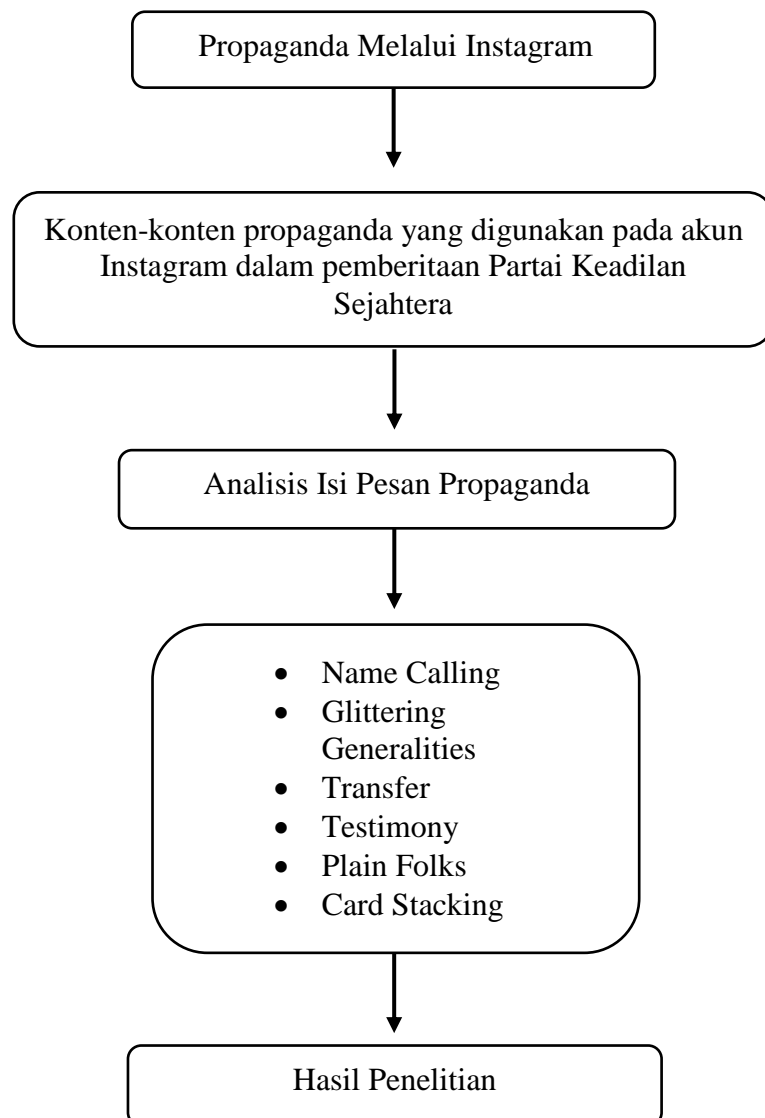 Propaganda Melalui Instagram
Konten-konten propaganda yang digunakan pada akun
Instagram dalam pemberitaan Partai Keadilan
Sejahtera
Analisis Isi Pesan Propaganda
• Name Calling
• Glittering
Generalities
• Transfer
• Testimony
• Plain Folks
• Card Stacking
Hasil Penelitian